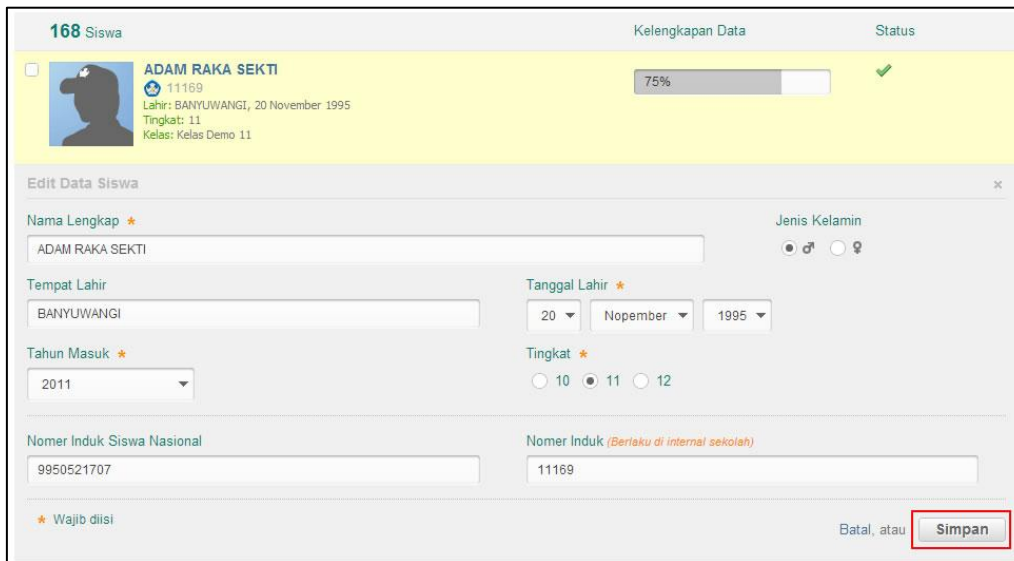 168 Siswa Kelengkapan Data Status
ADAM RAKA SEKTI
11169
Lahir: BANYUWANGI, 20 November 1995
Tingkat: 11
Kelas: Kelas Demo 11
75%
Edit Data Siswa ×
Nama Lengkap * Jenis Kelamin
ADAM RAKA SEKTI ♂ ♀
Tempat Lahir Tanggal Lahir *
BANYUWANGI 20 Nopember 1995
Tahun Masuk * Tingkat *
2011 10 11 12
Nomer Induk Siswa Nasional Nomer Induk (Berlaku di internal sekolah)
9950521707 11169
* Wajib diisi
Batal, atau Simpan